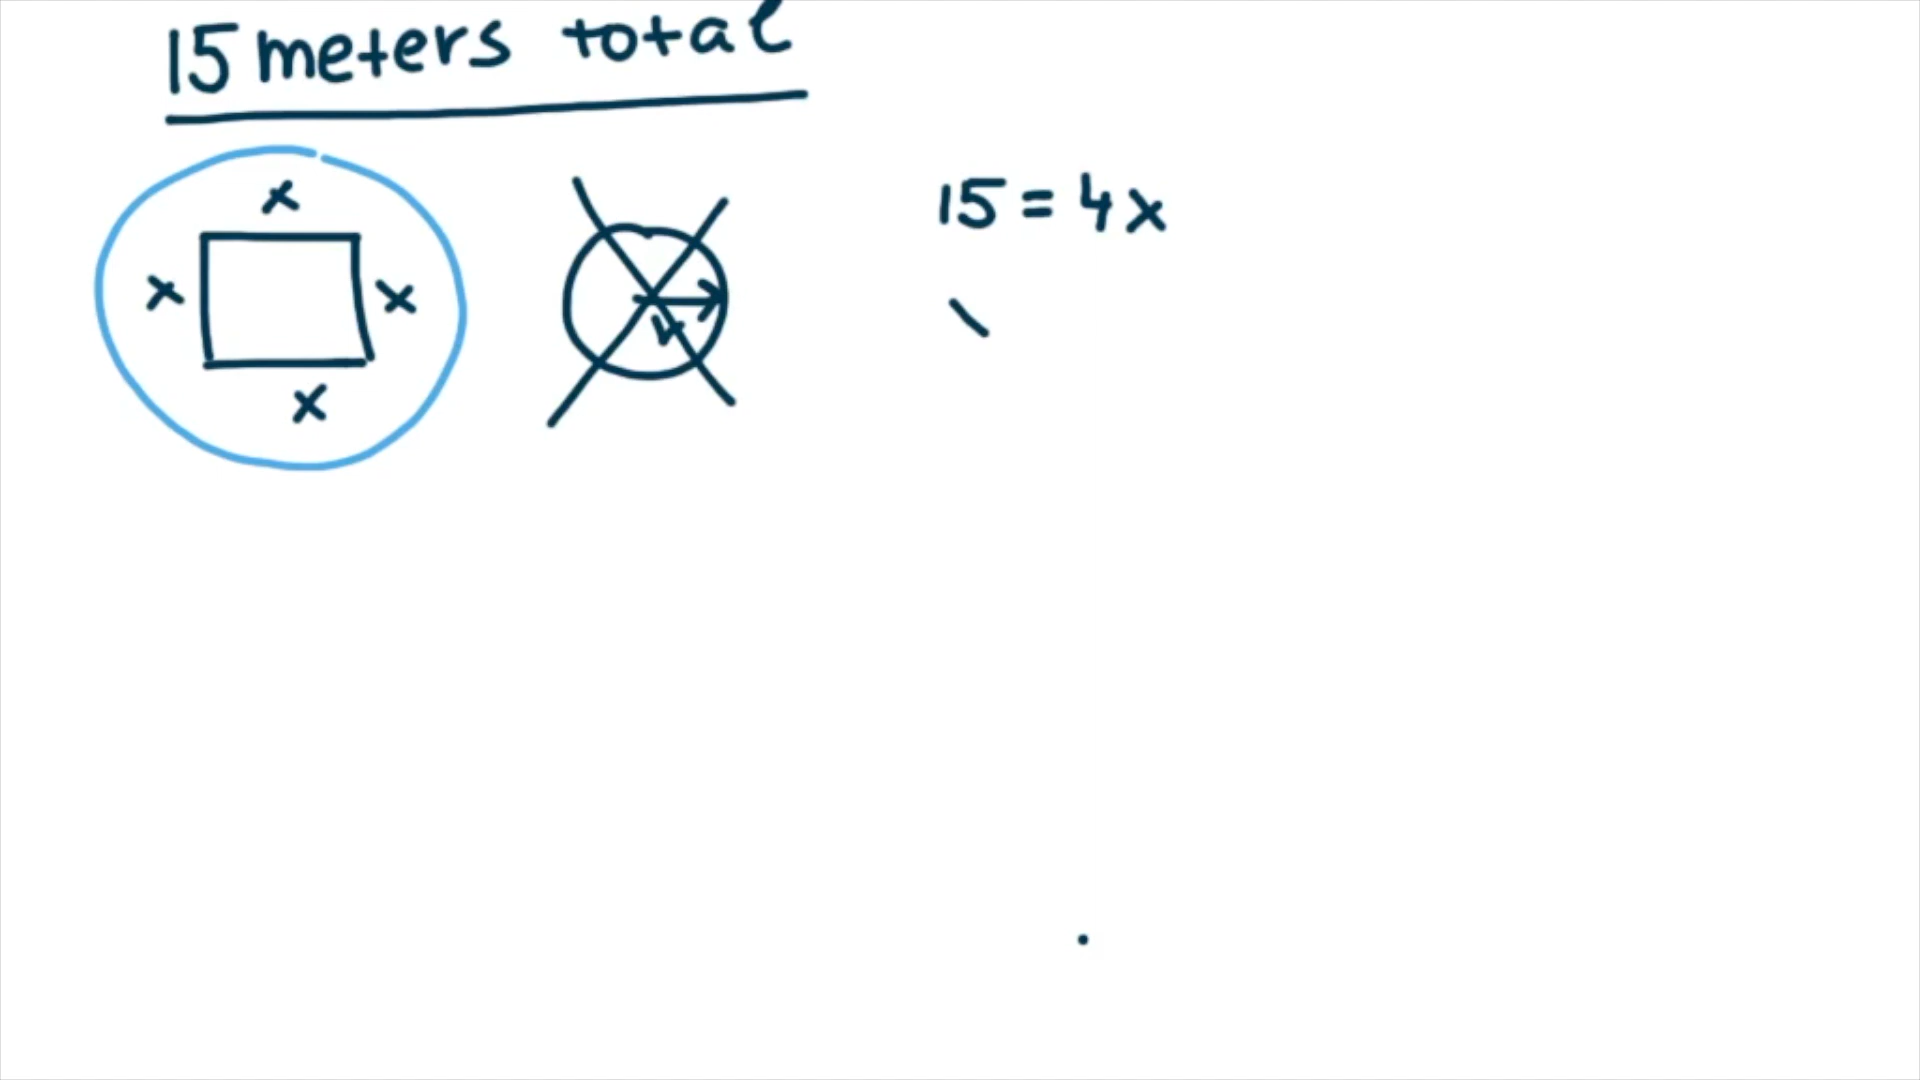 15 meters total
x
15 = 4x
x
x
r
x